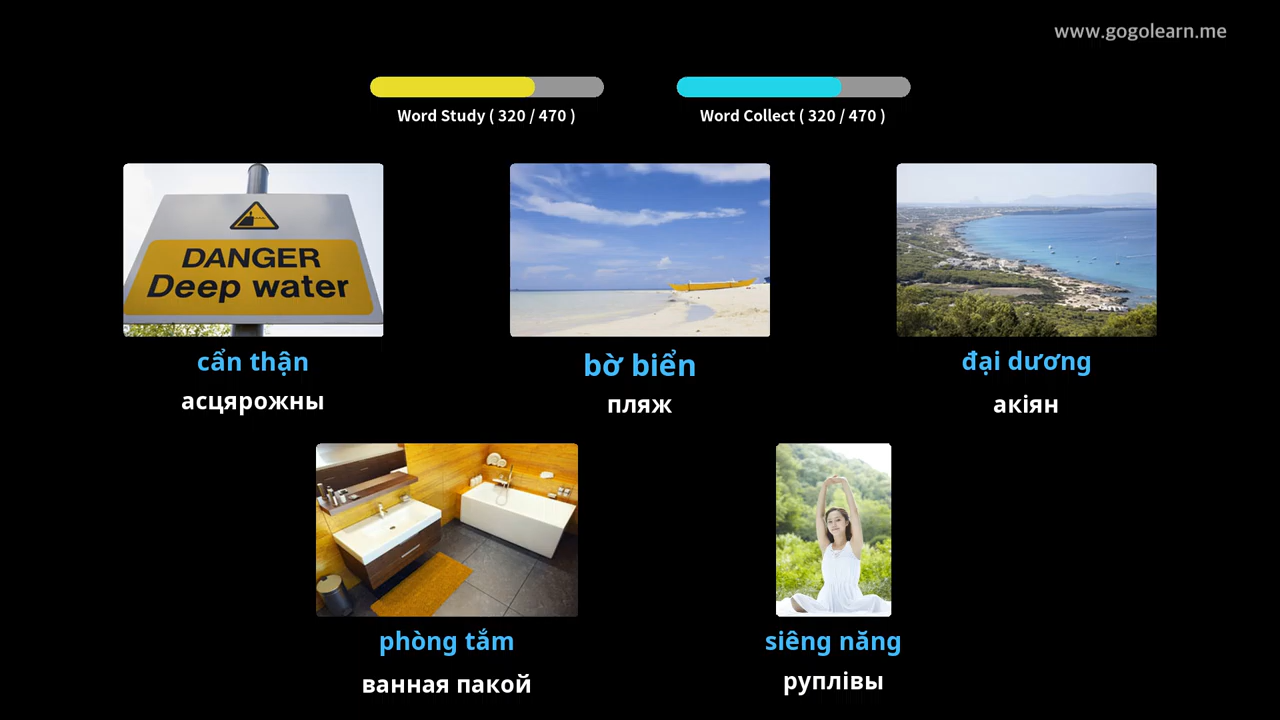 www.gogolearn.me
Word Study ( 320 / 470 )
Word Collect ( 320 / 470 )
DANGER
Deep water
cẩn thận
асцярожны
bờ biển
пляж
đại dương
акіян
phòng tắm
ванная пакой
siêng năng
руплівы